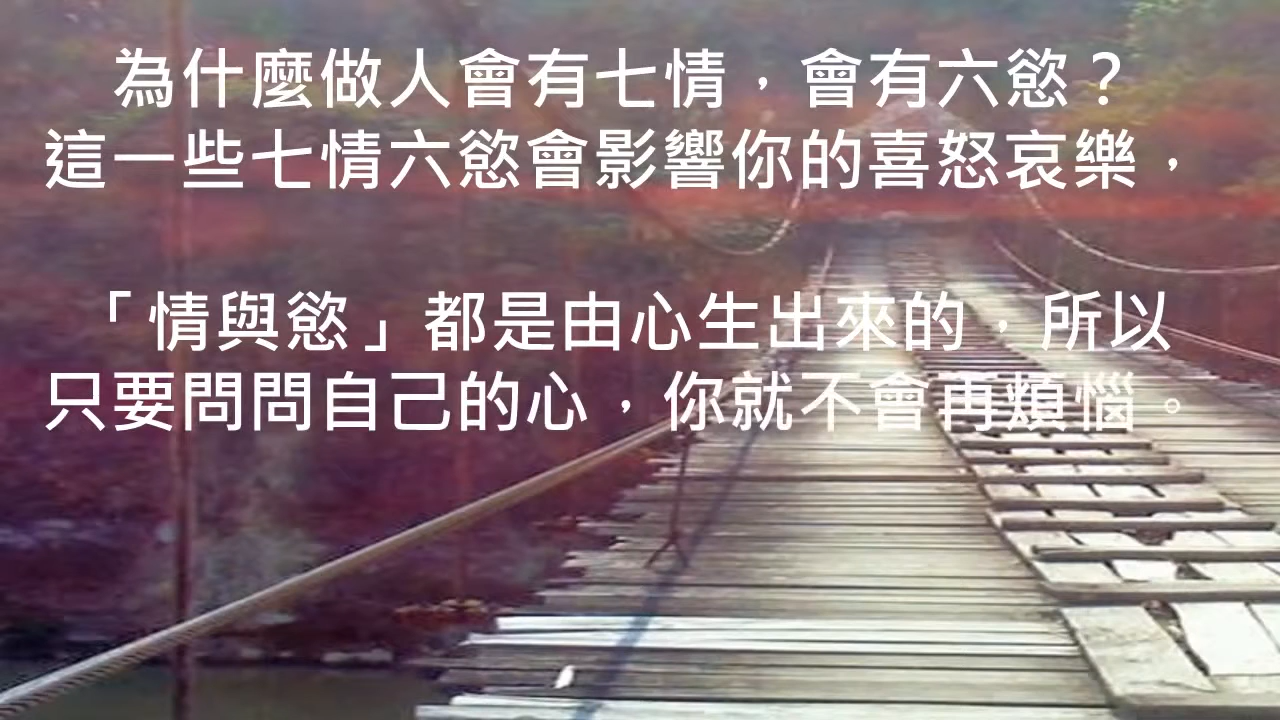 為什麼做人會有七情，會有六慾？
這一些七情六慾會影響你的喜怒哀樂，
「情與慾」都是由心生出來的，所以
只要問問自己的心，你就不會再煩惱。